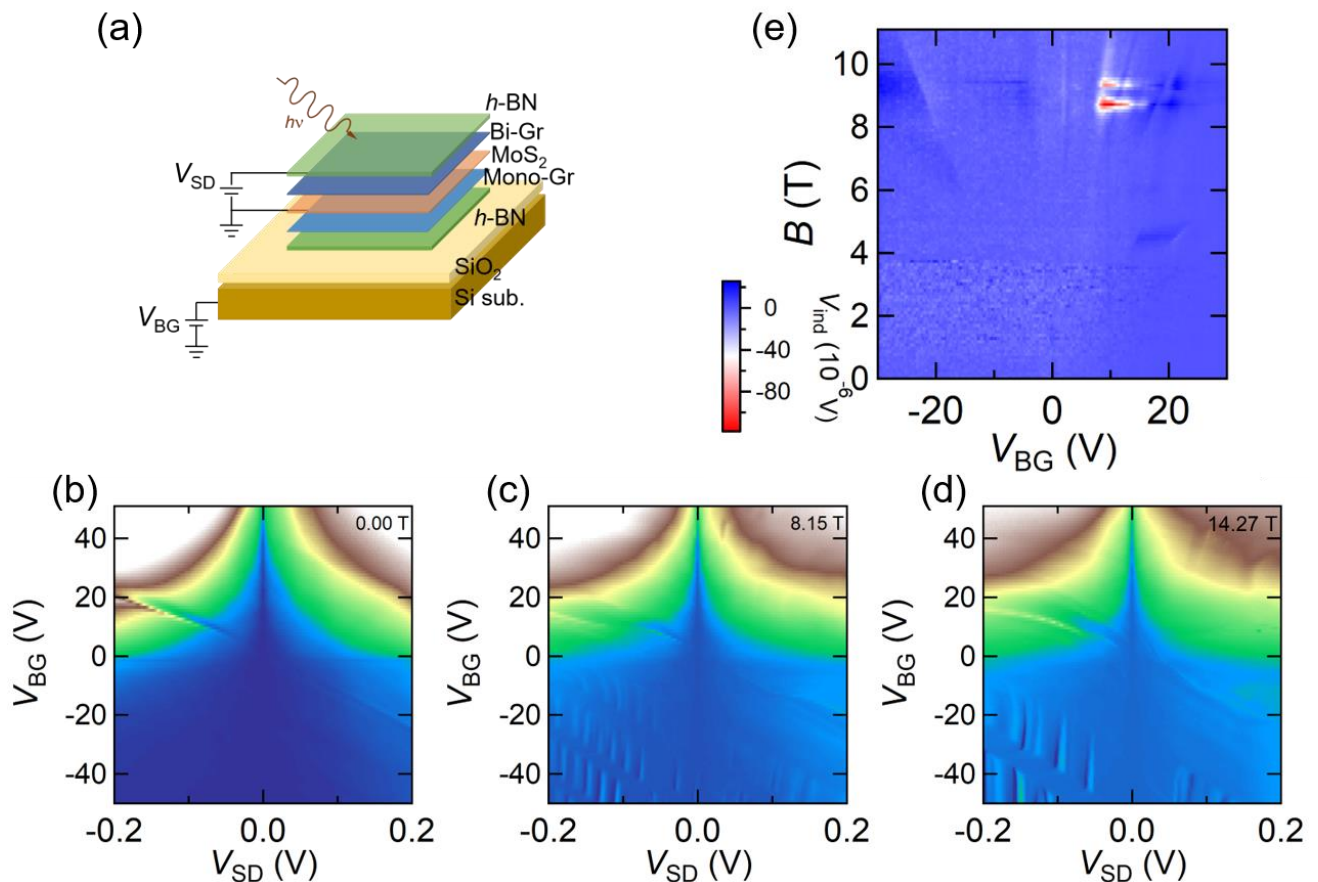 (a)
h-BN
Bi-Gr
MoS2
Mono-Gr
h-BN
SiO2
Si sub.
hν
VSD
VBG
(e)
10
8
6
4
2
0
B (T)
-20
0
20
VBG (V)
0
-40
-80
Vind (10-6V)
(b)
0.00 T
40
20
0
-20
-40
VBG (V)
-0.2
0.0
0.2
VSD (V)
(c)
8.15 T
40
20
0
-20
-40
VBG (V)
-0.2
0.0
0.2
VSD (V)
(d)
14.27 T
40
20
0
-20
-40
VBG (V)
-0.2
0.0
0.2
VSD (V)